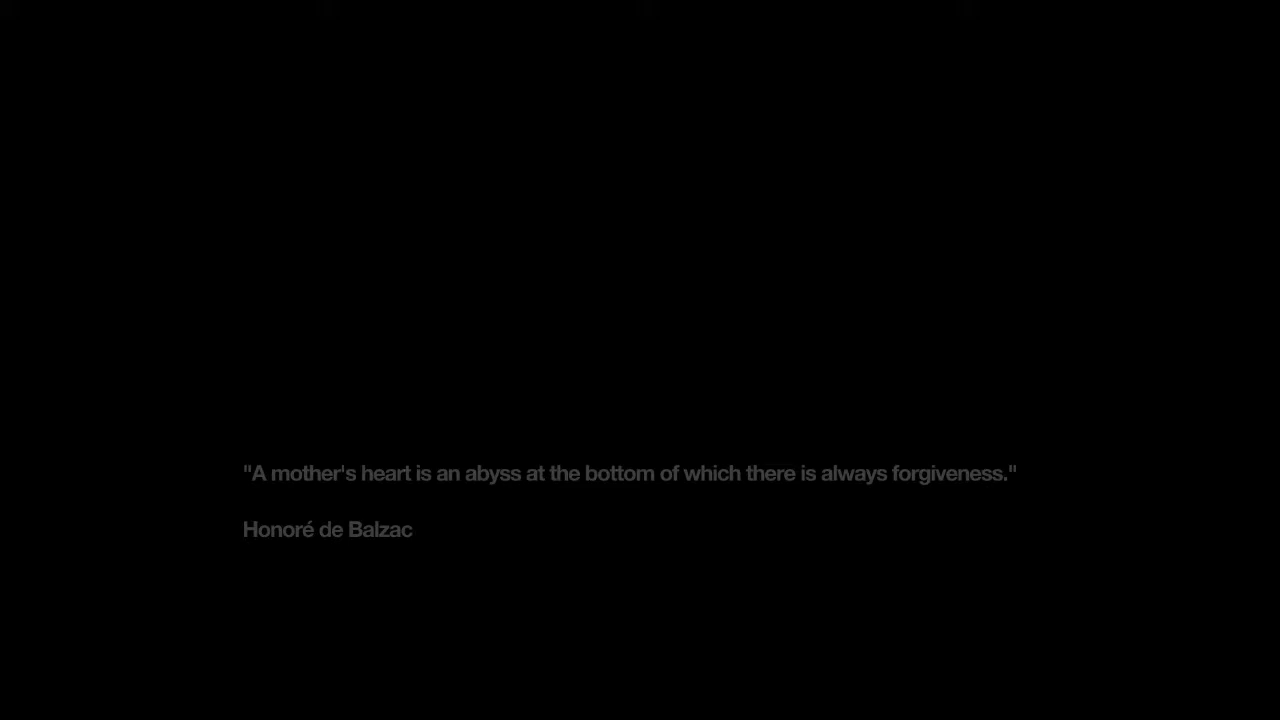 "A mother's heart is an abyss at the bottom of which there is always forgiveness."
Honoré de Balzac